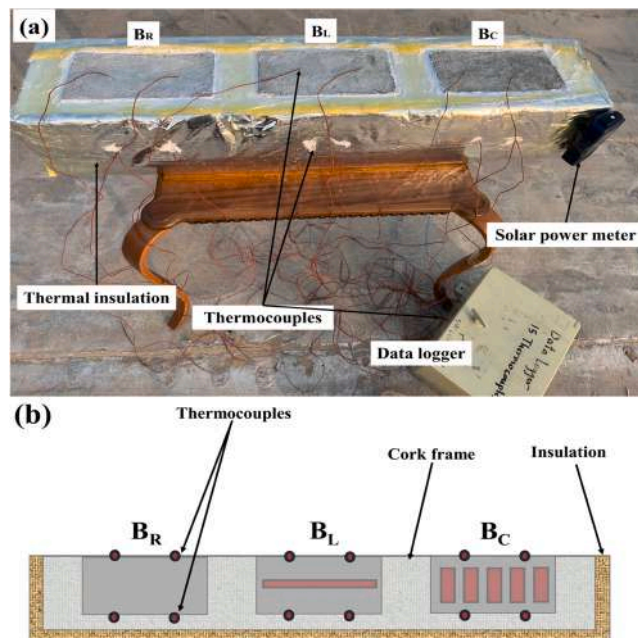 (a)
BR
BL
BC
Solar power meter
Thermal insulation
Thermocouples
Data logger
Data Logger
15 Thermocouple
(b)
Thermocouples
Cork frame
Insulation
BR
BL
BC